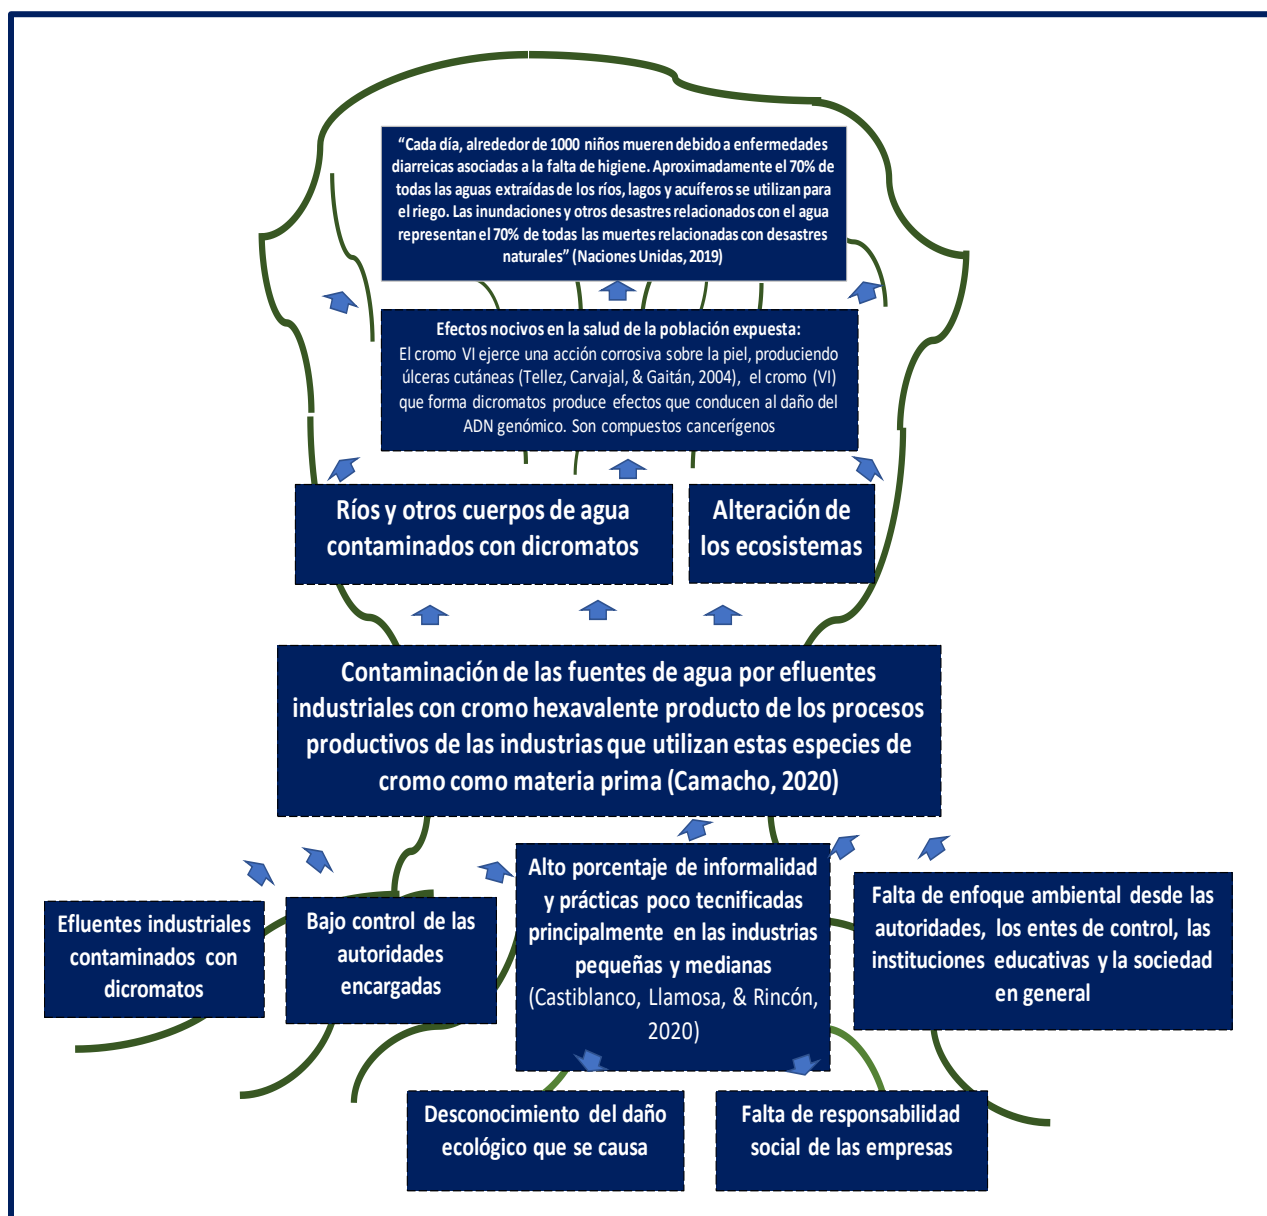 “Cada día, alrededor de 1000 niños mueren debido a enfermedades
diarreicas asociadas a la falta de higiene. Aproximadamente el 70% de
todas las aguas extraídas de los ríos, lagos y acuíferos se utilizan para
el riego. Las inundaciones y otros desastres relacionados con el agua
representan el 70% de todas las muertes relacionadas con desastres
naturales” (Naciones Unidas, 2019)
Efectos nocivos en la salud de la población expuesta:
El cromo VI ejerce una acción corrosiva sobre la piel, produciendo
úlceras cutáneas (Tellez, Carvajal, & Gaitán, 2004), el cromo (VI)
que forma dicromatos produce efectos que conducen al daño del
ADN genómico. Son compuestos cancerígenos
Ríos y otros cuerpos de agua
contaminados con dicromatos
Alteración de
los ecosistemas
Contaminación de las fuentes de agua por efluentes
industriales con cromo hexavalente producto de los procesos
productivos de las industrias que utilizan estas especies de
cromo como materia prima (Camacho, 2020)
Efluentes industriales
contaminados con
dicromatos
Bajo control de las
autoridades
encargadas
Alto porcentaje de informalidad
y prácticas poco tecnificadas
principalmente en las industrias
pequeñas y medianas
(Castiblanco, Llamosa, & Rincón,
2020)
Falta de enfoque ambiental desde las
autoridades, los entes de control, las
instituciones educativas y la sociedad
en general
Desconocimiento del daño
ecológico que se causa
Falta de responsabilidad
social de las empresas